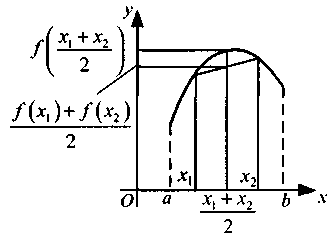 y
f((x₁+x₂)/2)
(f(x₁)+f(x₂))/2
x₁ x₂
O a (x₁+x₂)/2 b x